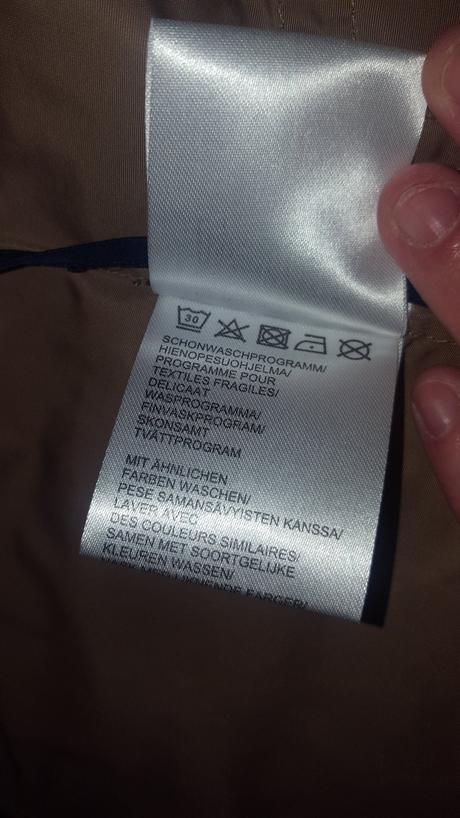 30
SCHONWASCHPROGRAMM/
HIENOPESUOHJELMA/
PROGRAMME POUR
TEXTILES FRAGILES/
DELICAAT
WASPROGRAMMA/
FINVASKPROGRAM/
SKONSAMT
TVÄTTPROGRAM
MIT ÄHNLICHEN
FARBEN WASCHEN/
PESE SAMANSÄVYISTEN KANSSA/
LAVER AVEC
DES COULEURS SIMILAIRES/
SAMEN MET SOORTGELIJKE
KLEUREN WASSEN/
FARGER/